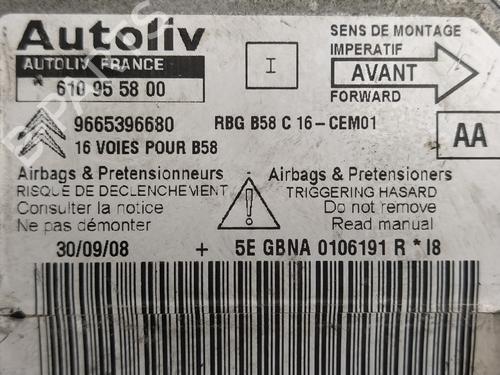 Autoliv
AUTOLIV FRANCE
* 610 95 58 00
I
SENS DE MONTAGE
IMPERATIF
AVANT
FORWARD
9665396680
RBG B58 C 16-CEM01
AA
16 VOIES POUR B58
Airbags & Pretensionneurs
RISQUE DE DECLENCHEMENT
Consulter la notice
Ne pas démonter
Airbags & Pretensioners
TRIGGERING HASARD
Do not remove
Read manual
30/09/08 + 5E GBNA 0106191 R * I8